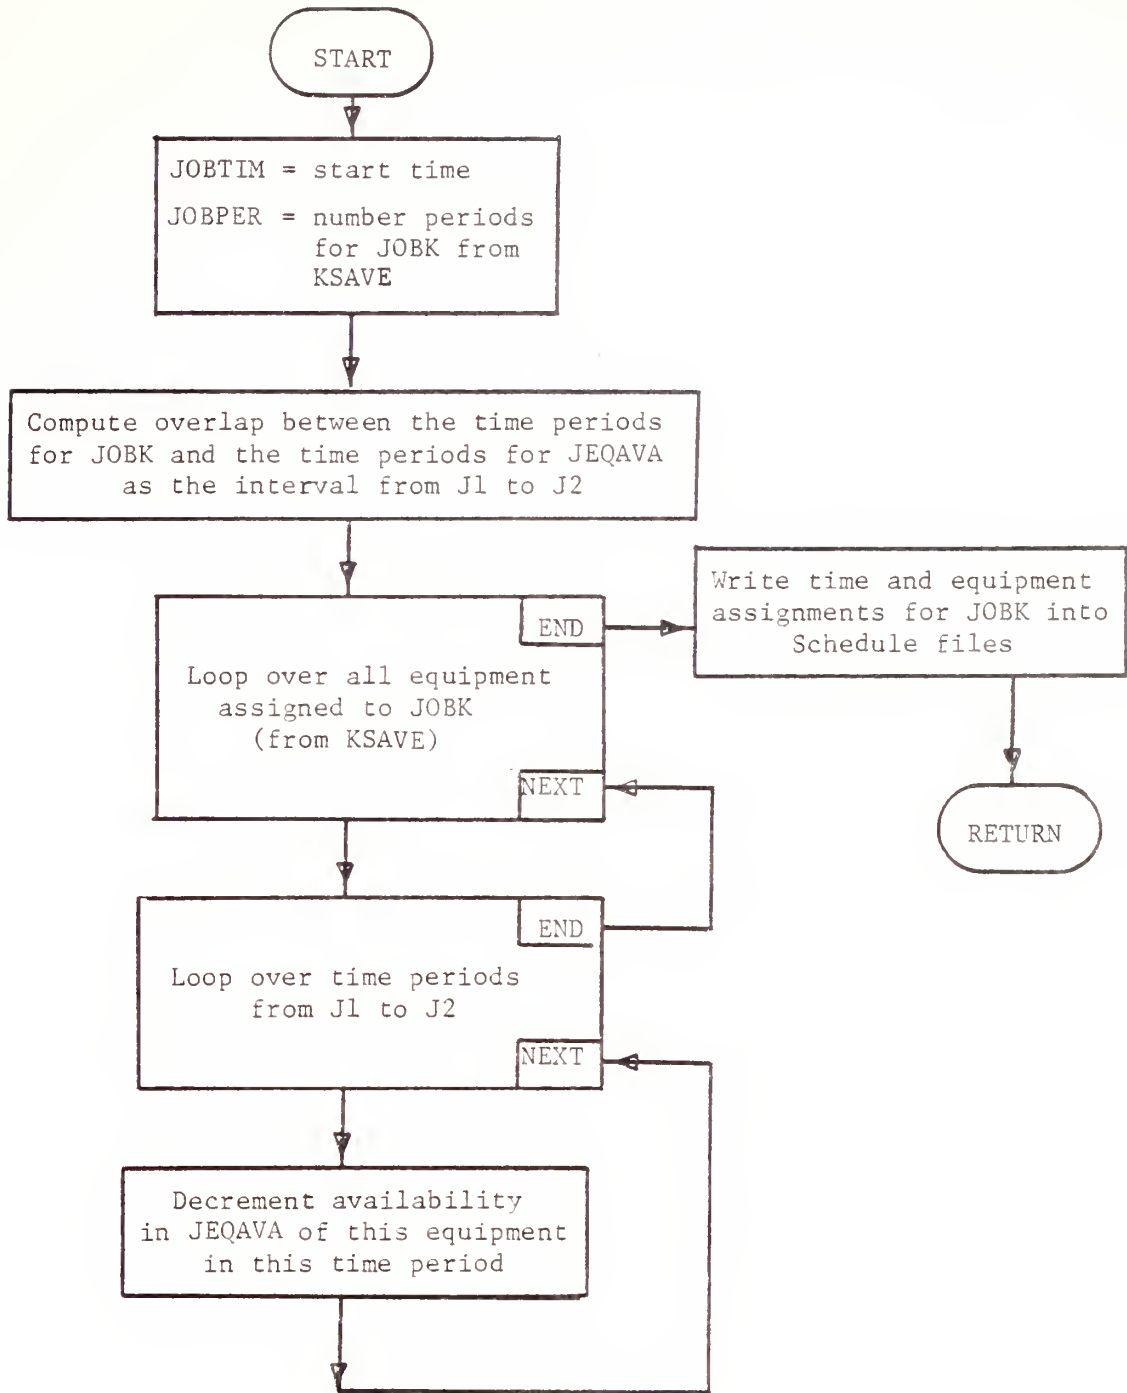 START
JOBTIM = start time
JOBPER = number periods
for JOBK from
KSAVE
Compute overlap between the time periods
for JOBK and the time periods for JEQAVA
as the interval from J1 to J2
END
Loop over all equipment
assigned to JOBK
(from KSAVE)
NEXT
Write time and equipment
assignments for JOBK into
Schedule files
RETURN
END
Loop over time periods
from J1 to J2
NEXT
Decrement availability
in JEQAVA of this equipment
in this time period